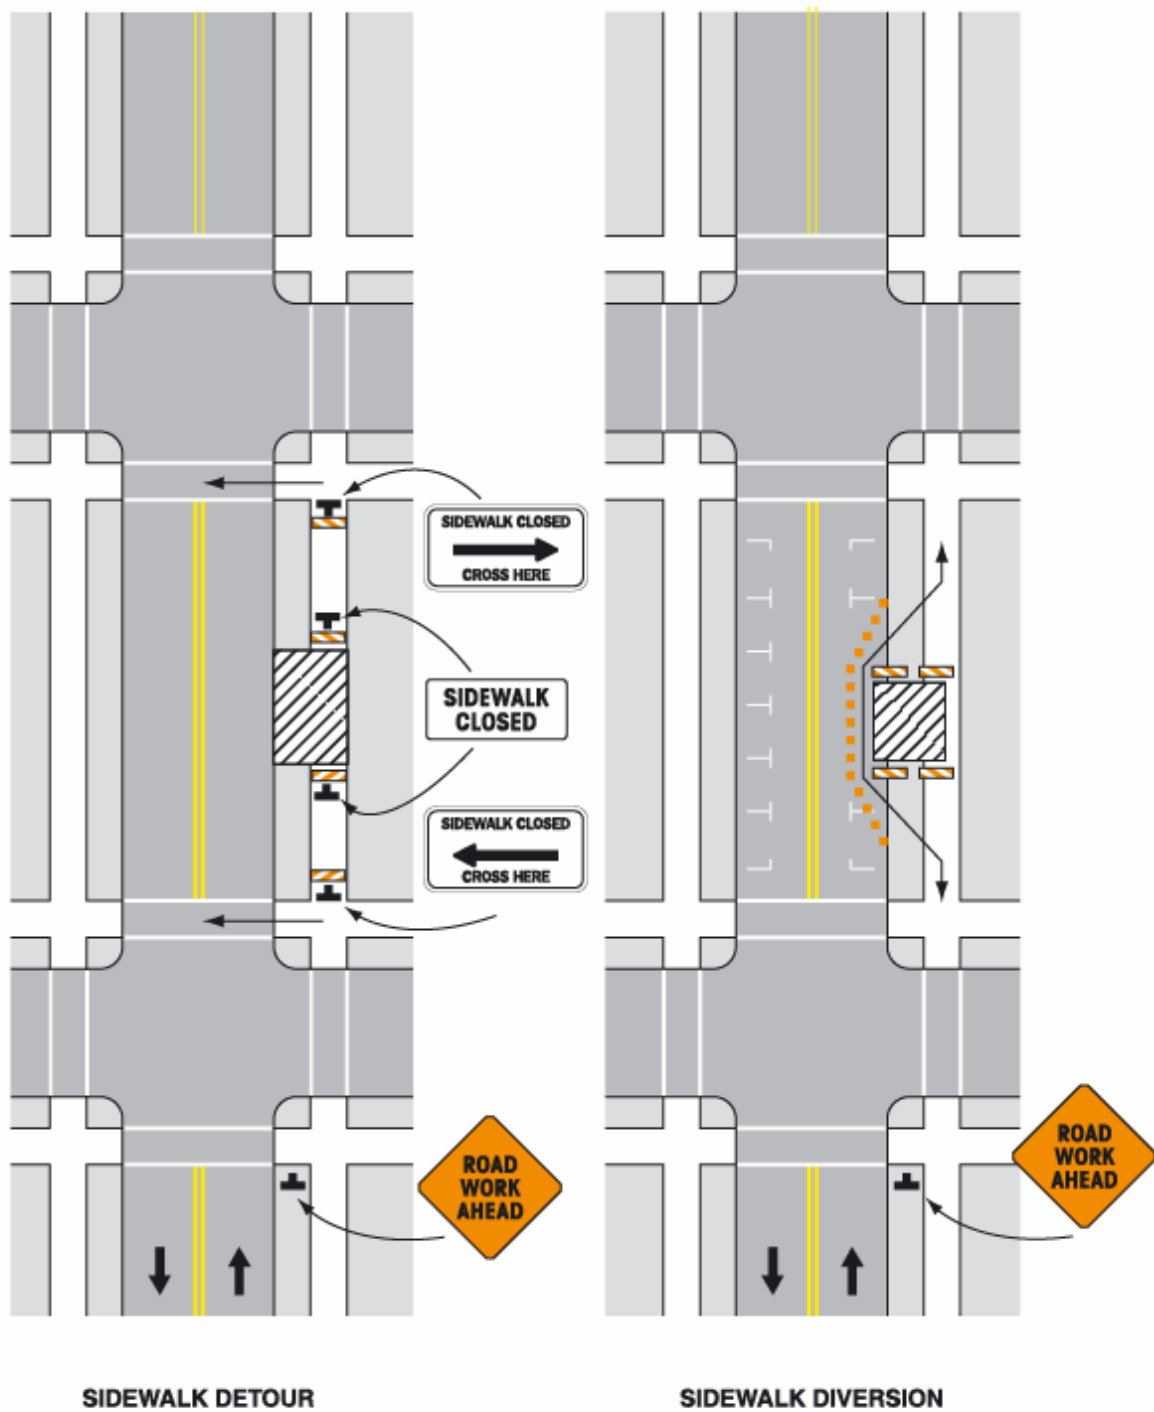 SIDEWALK CLOSED
CROSS HERE
SIDEWALK
CLOSED
SIDEWALK CLOSED
CROSS HERE
ROAD
WORK
AHEAD
ROAD
WORK
AHEAD
SIDEWALK DETOUR
SIDEWALK DIVERSION